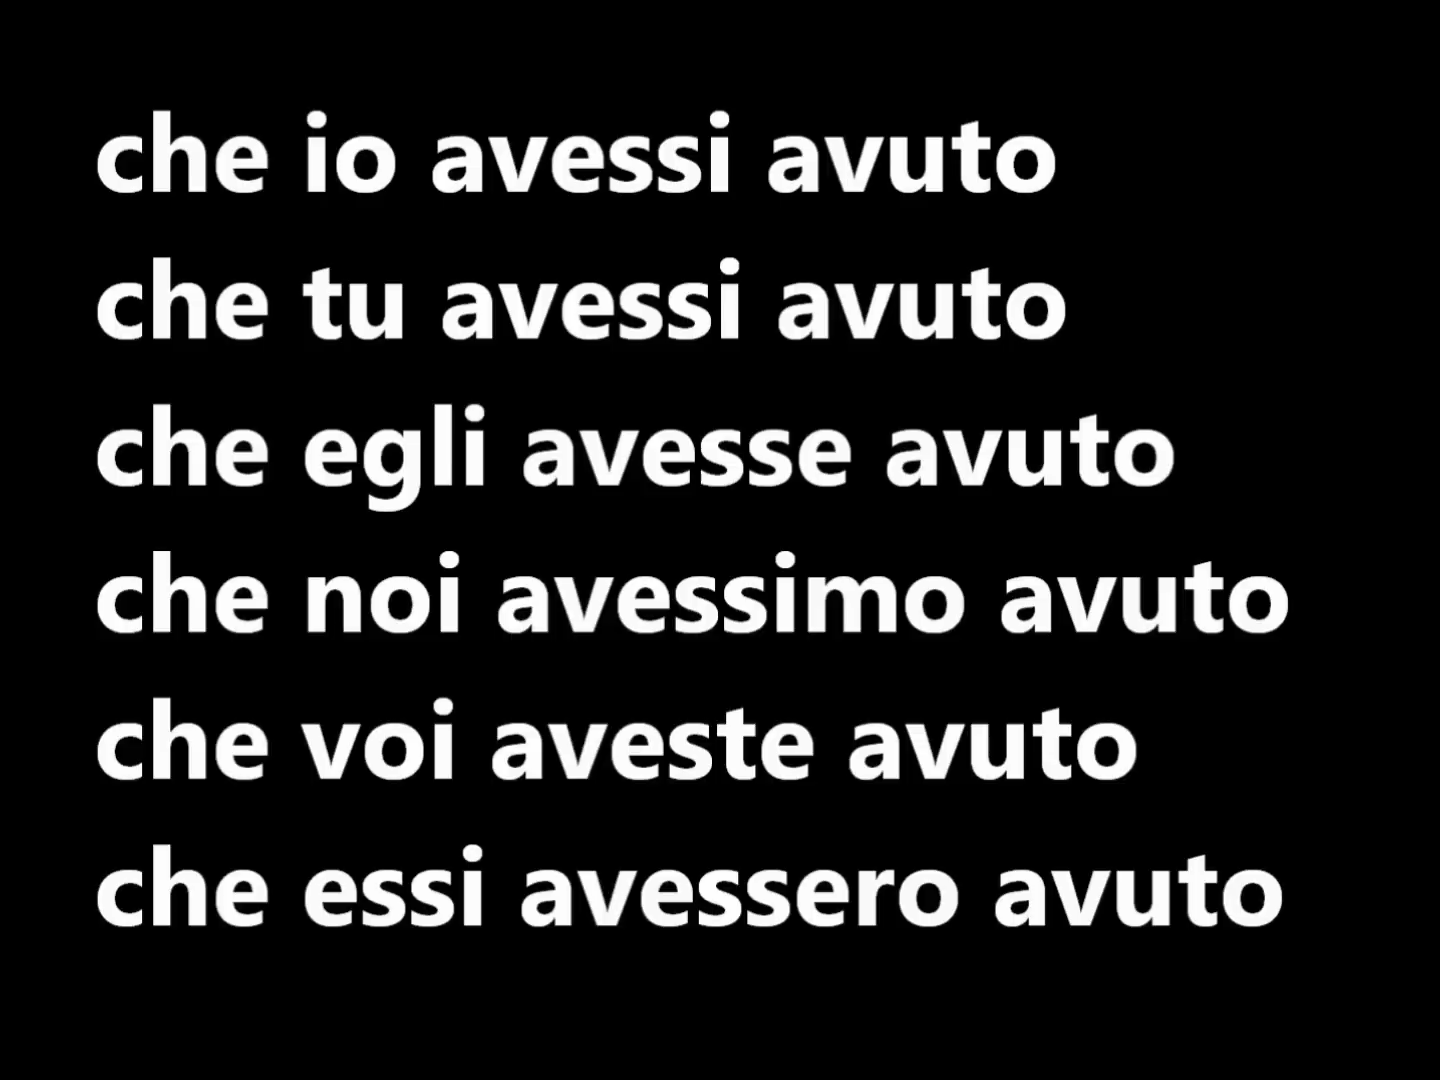 che io avessi avuto
che tu avessi avuto
che egli avesse avuto
che noi avessimo avuto
che voi aveste avuto
che essi avessero avuto